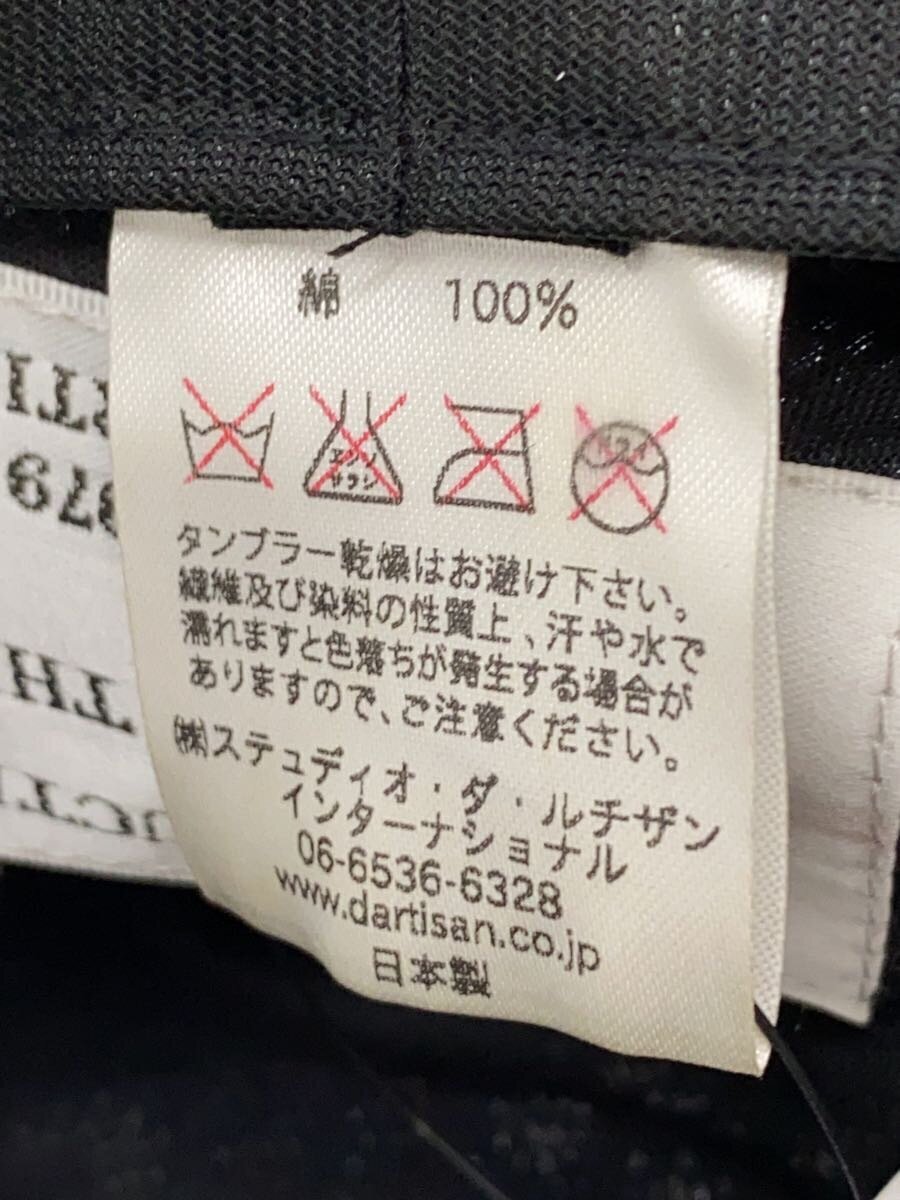 綿 100%
エンソ
サラシ
タンブラー乾燥はお避け下さい。
繊維及び染料の性質上、汗や水で
濡れますと色落ちが発生する場合が
ありますので、ご注意ください。
㈱ステュディオ・ダ・ルチザン
インターナショナル
06-6536-6328
www.dartisan.co.jp
日本製